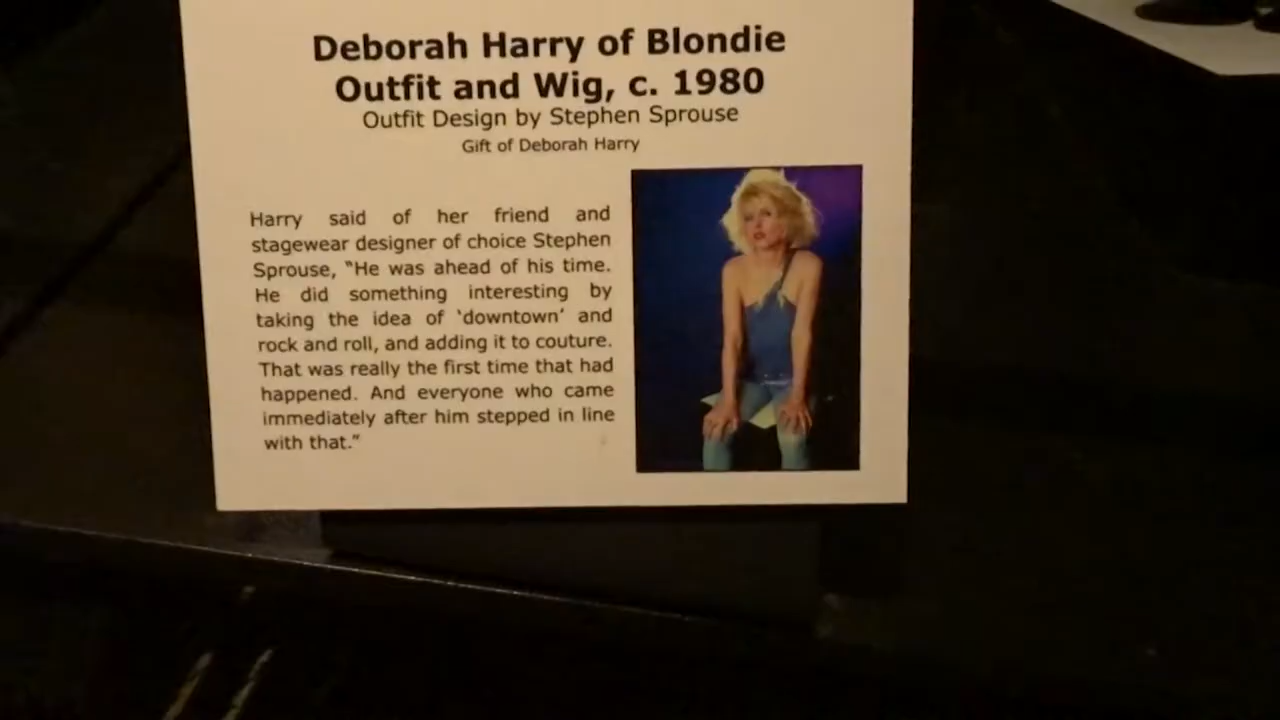 Deborah Harry of Blondie
Outfit and Wig, c. 1980
Outfit Design by Stephen Sprouse
Gift of Deborah Harry
Harry said of her friend and
stagewear designer of choice Stephen
Sprouse, “He was ahead of his time.
He did something interesting by
taking the idea of ‘downtown’ and
rock and roll, and adding it to couture.
That was really the first time that had
happened. And everyone who came
immediately after him stepped in line
with that.”